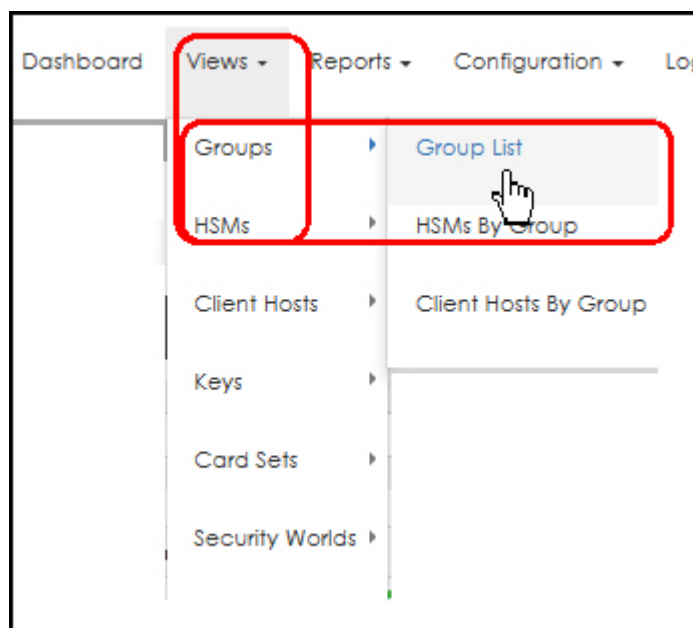 Dashboard Views Reports Configuration Log
Groups Group List
HSMs HSMs By Group
Client Hosts Client Hosts By Group
Keys
Card Sets
Security Worlds